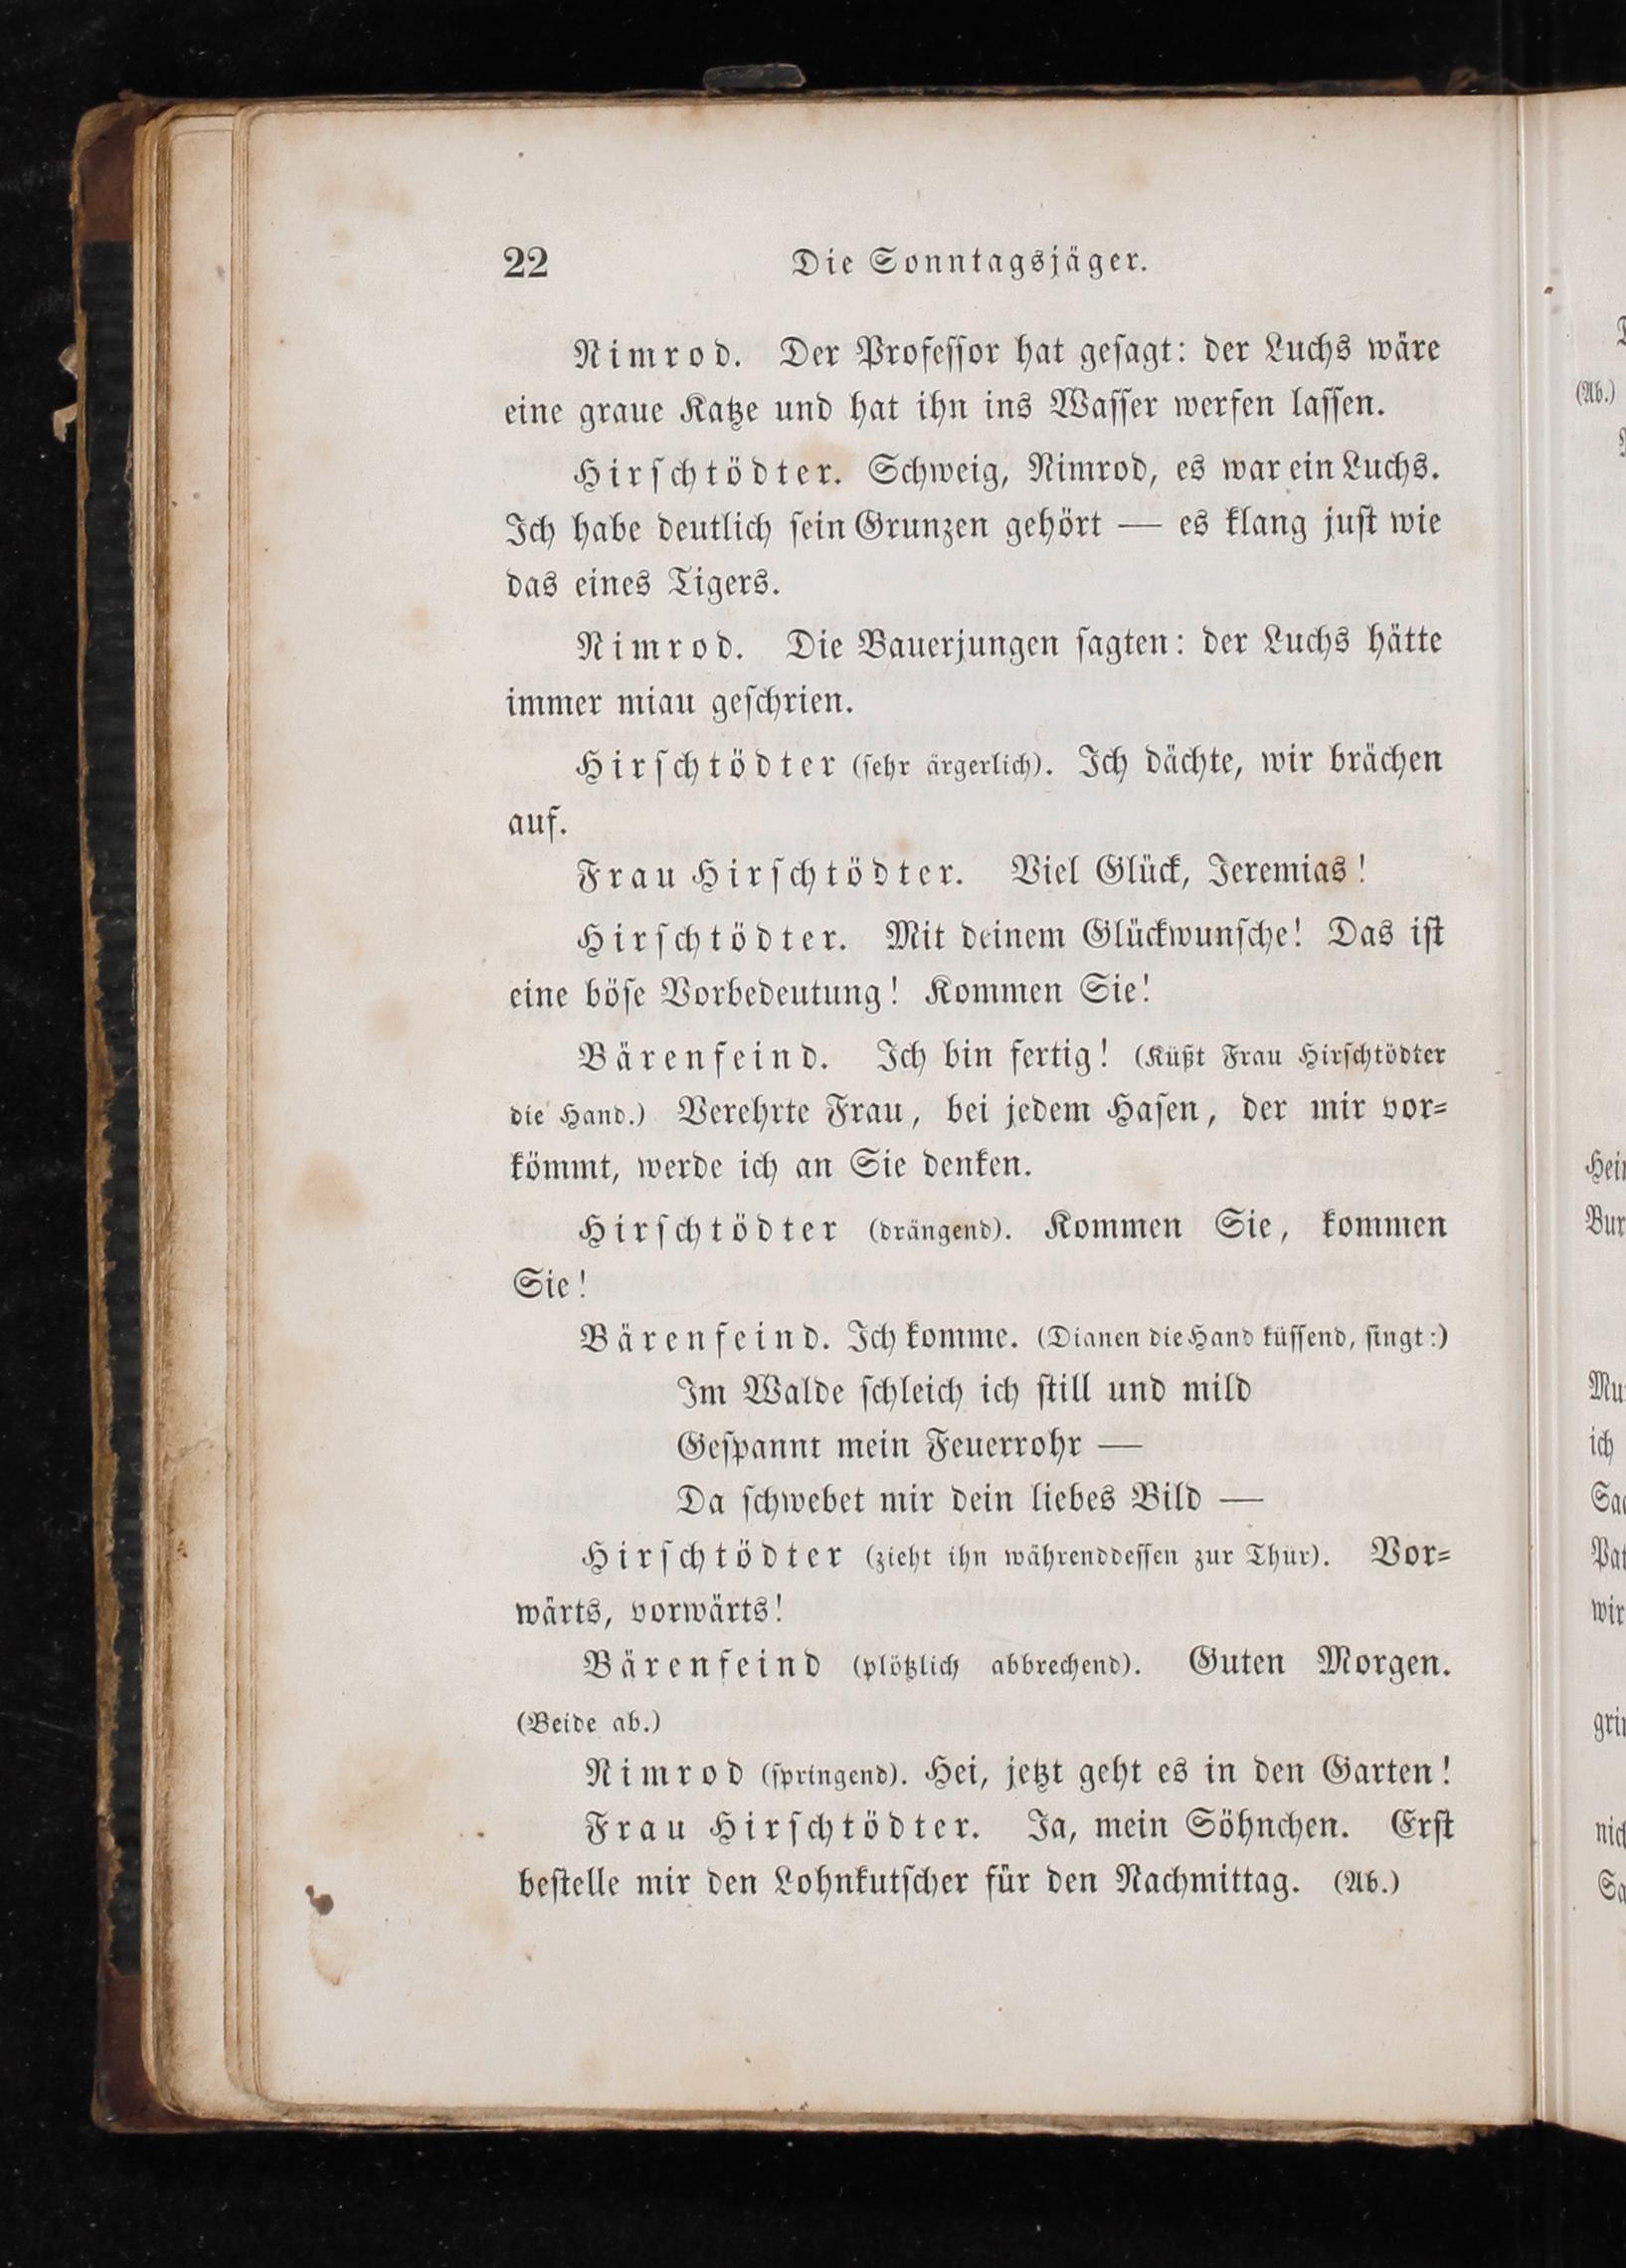 22 Die Sonntagsjäger.
Nimrod. Der Profeſſor hat geſagt: der Luchs wäre
eine graue Katze und hat ihn ins Waſſer werfen laſſen.
Hirſchtödter. Schweig, Nimrod, es war ein Luchs.
Ich habe deutlich ſein Grunzen gehört — es klang juſt wie
das eines Tigers.
Nimrod. Die Bauerjungen ſagten: der Luchs hätte
immer miau geſchrien.
Hirſchtödter (ſehr ärgerlich). Ich dächte, wir brächen
auf.
Frau Hirſchtödter. Viel Glück, Jeremias!
Hirſchtödter. Mit deinem Glückwunſche! Das iſt
eine böſe Vorbedeutung! Kommen Sie!
Bärenfeind. Ich bin fertig! (Küßt Frau Hirſchtödter
die Hand.) Verehrte Frau, bei jedem Haſen, der mir vor⸗
kömmt, werde ich an Sie denken.
Hirſchtödter (drängend). Kommen Sie, kommen
Sie!
Bärenfeind. Ich komme. (Dianen die Hand küſſend, ſingt:)
Im Walde ſchleich ich ſtill und mild
Geſpannt mein Feuerrohr —
Da ſchwebet mir dein liebes Bild —
Hirſchtödter (zieht ihn währenddeſſen zur Thür). Vor⸗
wärts, vorwärts!
Bärenfeind (plötzlich abbrechend). Guten Morgen.
(Beide ab.)
Nimrod (ſpringend). Hei, jetzt geht es in den Garten!
Frau Hirſchtödter. Ja, mein Söhnchen. Erſt
beſtelle mir den Lohnkutſcher für den Nachmittag. (Ab.)
(Ab.)
ich
wir